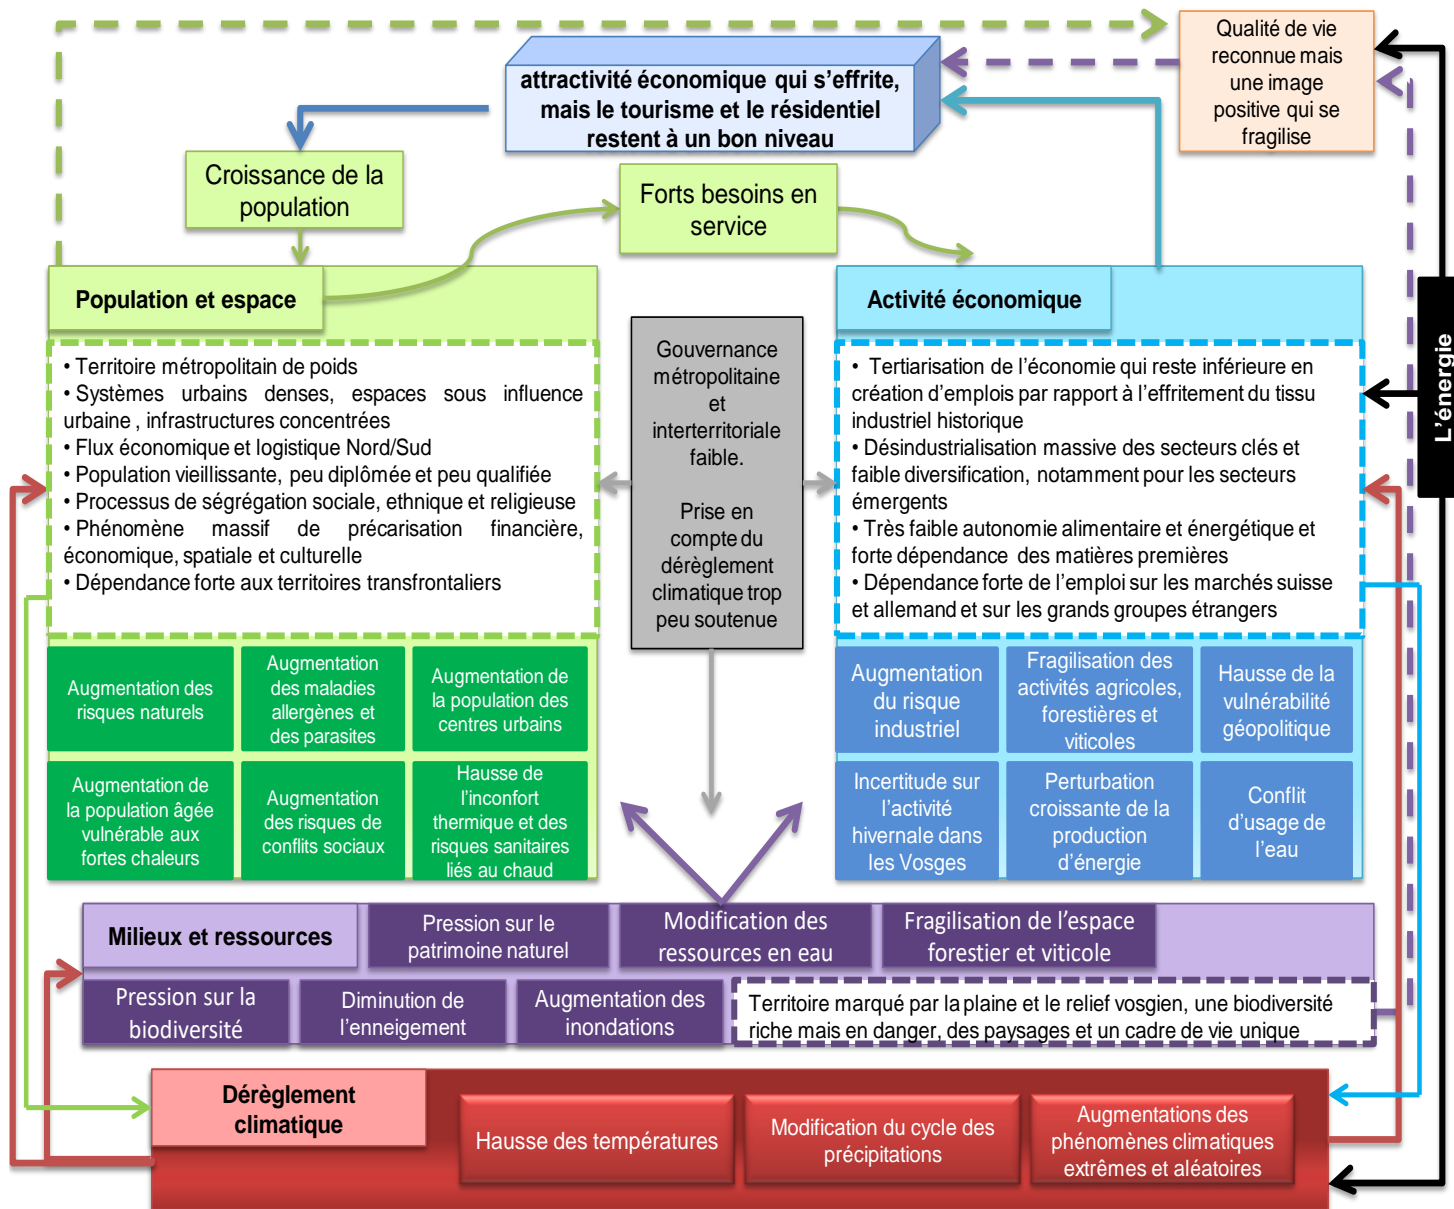 Qualité de vie
reconnue mais
une image
positive qui se
fragilise
attractivité économique qui s’effrite,
mais le tourisme et le résidentiel
restent à un bon niveau
Croissance de la
population
Forts besoins en
service
Population et espace
• Territoire métropolitain de poids
• Systèmes urbains denses, espaces sous influence
urbaine , infrastructures concentrées
• Flux économique et logistique Nord/Sud
• Population vieillissante, peu diplômée et peu qualifiée
• Processus de ségrégation sociale, ethnique et religieuse
• Phénomène massif de précarisation financière,
économique, spatiale et culturelle
• Dépendance forte aux territoires transfrontaliers
Augmentation des
risques naturels
Augmentation
des maladies
allergènes et
des parasites
Augmentation de
la population des
centres urbains
Augmentation de
la population âgée
vulnérable aux
fortes chaleurs
Augmentation
des risques de
conflits sociaux
Hausse de
l’inconfort
thermique et des
risques sanitaires
liés au chaud
Gouvernance
métropolitaine
et
interterritoriale
faible.
Prise en
compte du
dérèglement
climatique trop
peu soutenue
Activité économique
• Tertiarisation de l’économie qui reste inférieure en
création d’emplois par rapport à l’effritement du tissu
industriel historique
• Désindustrialisation massive des secteurs clés et
faible diversification, notamment pour les secteurs
émergents
• Très faible autonomie alimentaire et énergétique et
forte dépendance des matières premières
• Dépendance forte de l’emploi sur les marchés suisse
et allemand et sur les grands groupes étrangers
Augmentation
du risque
industriel
Fragilisation des
activités agricoles,
forestières et
viticoles
Hausse de la
vulnérabilité
géopolitique
Incertitude sur
l’activité
hivernale dans
les Vosges
Perturbation
croissante de la
production
d’énergie
Conflit
d’usage de
l’eau
L’énergie
Milieux et ressources
Pression sur le
patrimoine naturel
Modification des
ressources en eau
Fragilisation de l’espace
forestier et viticole
Pression sur la
biodiversité
Diminution de
l’enneigement
Augmentation des
inondations
Territoire marqué par la plaine et le relief vosgien, une biodiversité
riche mais en danger, des paysages et un cadre de vie unique
Dérèglement
climatique
Hausse des températures
Modification du cycle des
précipitations
Augmentations des
phénomènes climatiques
extrêmes et aléatoires